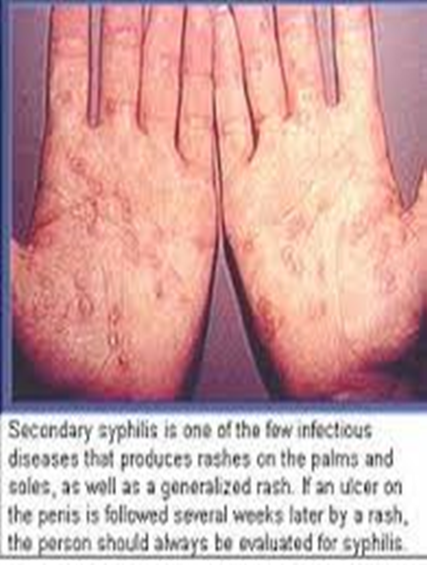 Secondary syphilis is one of the few infectious
diseases that produces rashes on the palms and
soles, as well as a generalized rash. If an ulcer on
the penis is followed several weeks later by a rash,
the person should always be evaluated for syphilis.